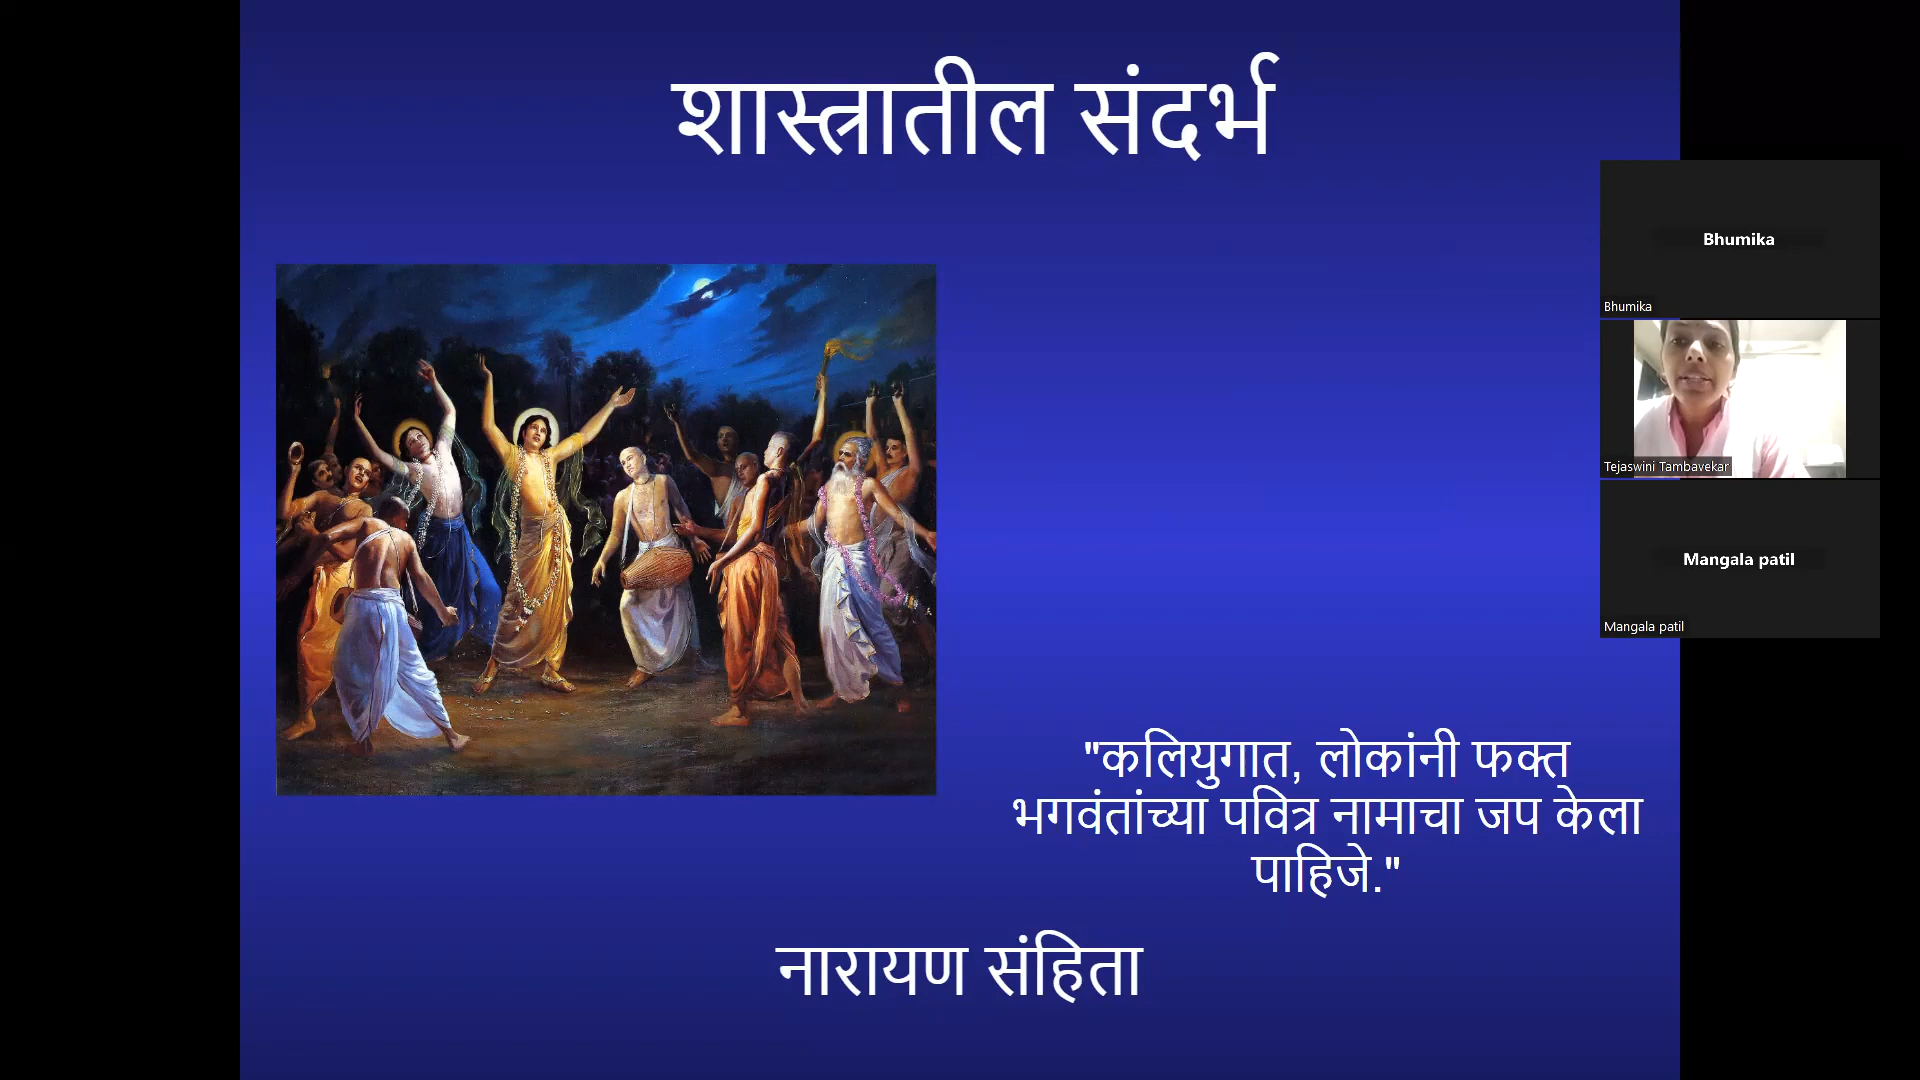 शास्त्रातील संदर्भ
"कलियुगात, लोकांनी फक्त
भगवंतांच्या पवित्र नामाचा जप केला
पाहिजे."
नारायण संहिता
Bhumika
Bhumika
Tejaswini Tambavekar
Mangala patil
Mangala patil